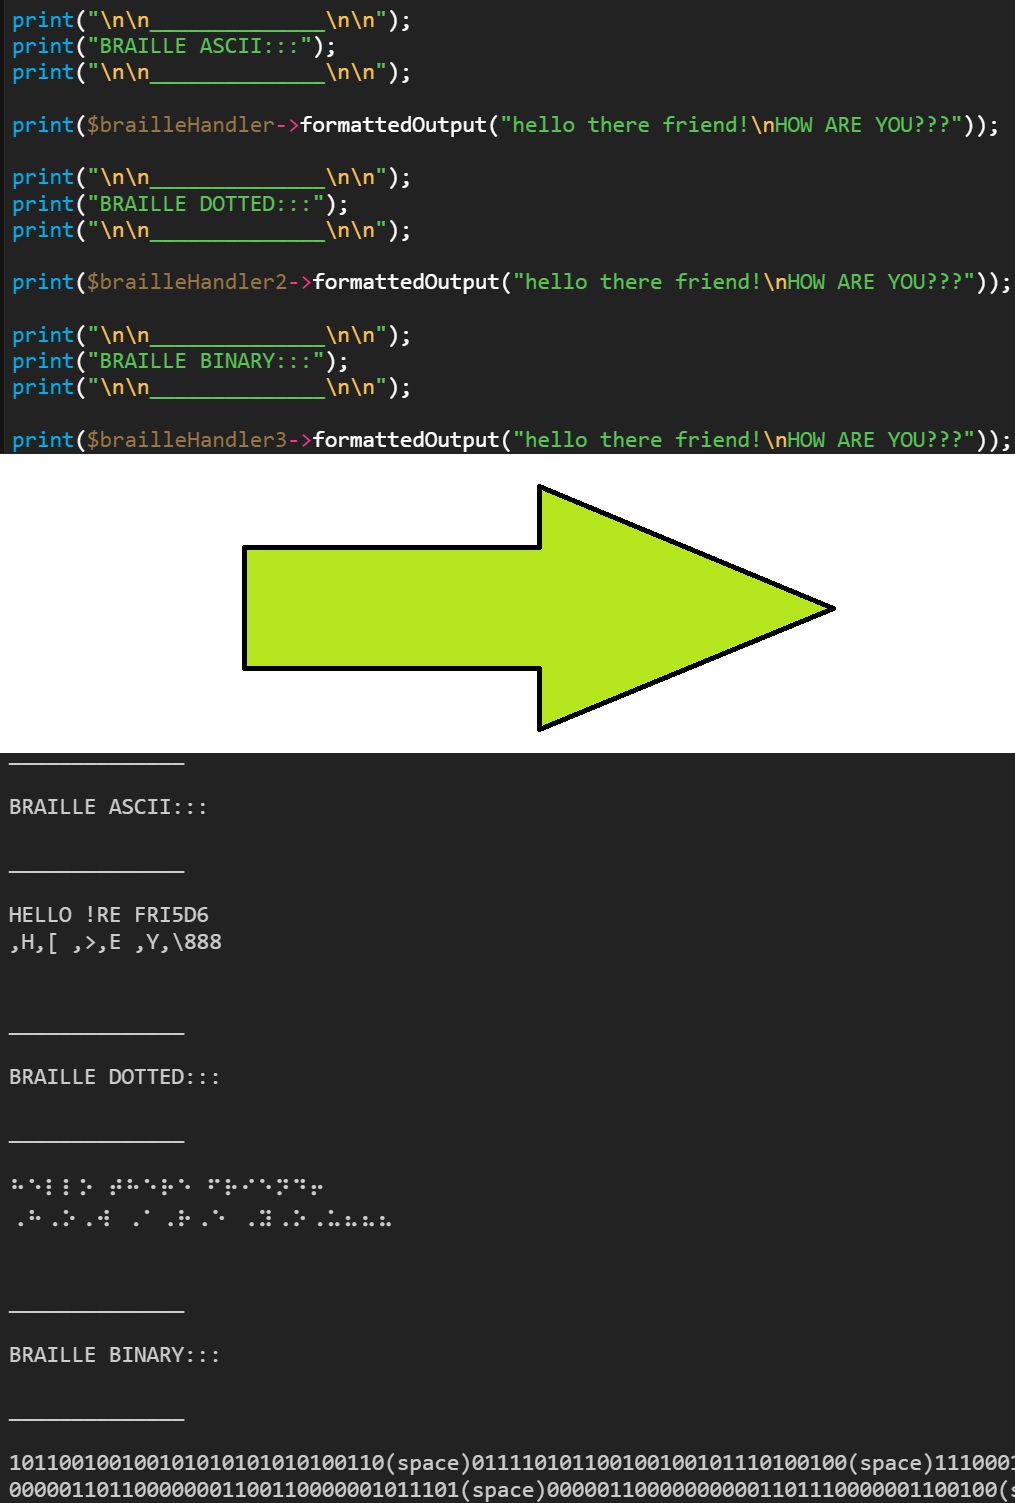 print("\n\n______________\n\n");
print("BRAILLE ASCII:::");
print("\n\n______________\n\n");
print($brailleHandler->formattedOutput("hello there friend!\nHOW ARE YOU???"));
print("\n\n______________\n\n");
print("BRAILLE DOTTED:::");
print("\n\n______________\n\n");
print($brailleHandler2->formattedOutput("hello there friend!\nHOW ARE YOU???"));
print("\n\n______________\n\n");
print("BRAILLE BINARY:::");
print("\n\n______________\n\n");
print($brailleHandler3->formattedOutput("hello there friend!\nHOW ARE YOU???"));
______________
BRAILLE ASCII:::
______________
HELLO !RE FRI5D6
,H,[ ,>,E ,Y,\888
______________
BRAILLE DOTTED:::
______________
⠓⠑⠇⠇⠕ ⠞⠓⠑⠗⠑ ⠋⠗⠊⠑⠝⠙⠖
⠠⠓⠠⠕⠠⠺ ⠠⠁⠠⠗⠠⠑ ⠠⠽⠠⠕⠠⠥⠦⠦⠦
______________
BRAILLE BINARY:::
______________
101100100100101010101010100110(space)011110101100100100101110100100(space)1110001
000001101100000001100110000001011101(space)000001100000000001101110000001100100(s